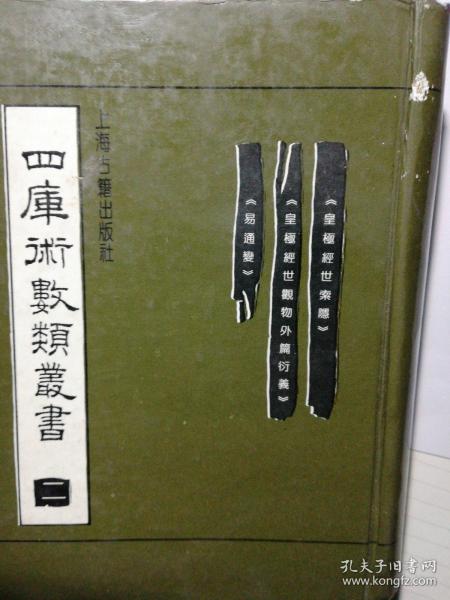 《皇極經世索隱》
《皇極經世觀物外篇衍義》
《易通變》
上海古籍出版社
四庫術數類叢書
二
孔夫子旧书网
www.kongfz.com